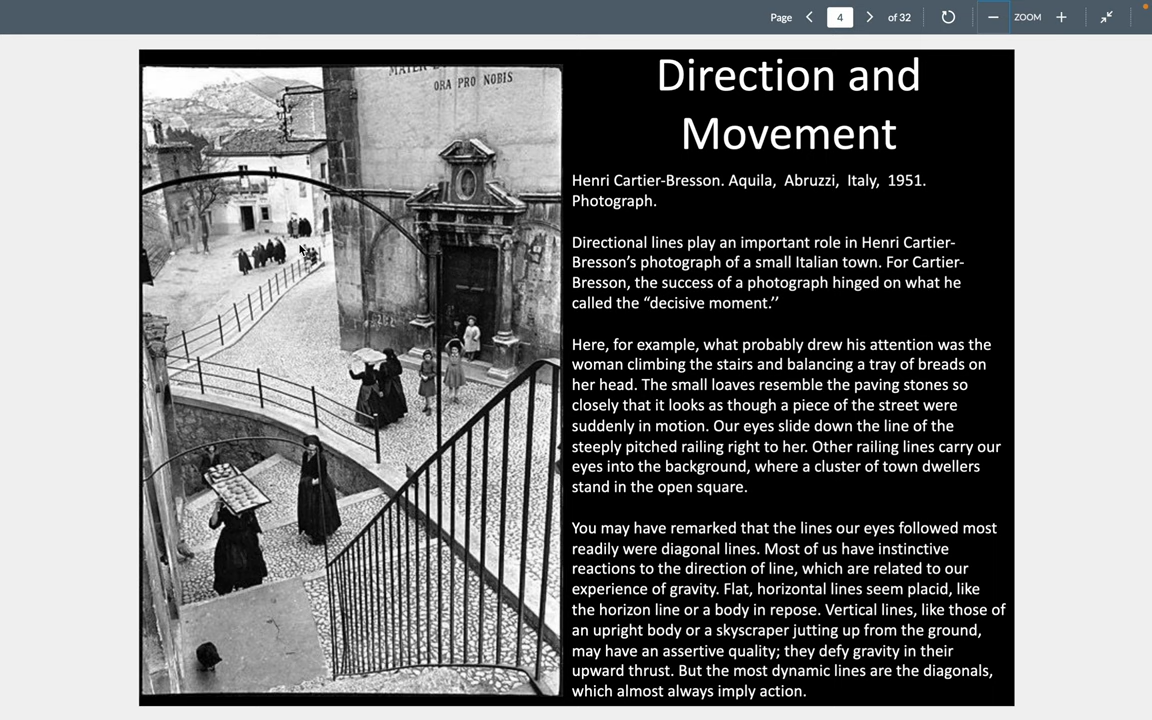 Page
4
of 32
ZOOM
ORA PRO NOBIS
Direction and
Movement
Henri Cartier-Bresson. Aquila, Abruzzi, Italy, 1951.
Photograph.
Directional lines play an important role in Henri Cartier-
Bresson’s photograph of a small Italian town. For Cartier-
Bresson, the success of a photograph hinged on what he
called the “decisive moment.’’
Here, for example, what probably drew his attention was the
woman climbing the stairs and balancing a tray of breads on
her head. The small loaves resemble the paving stones so
closely that it looks as though a piece of the street were
suddenly in motion. Our eyes slide down the line of the
steeply pitched railing right to her. Other railing lines carry our
eyes into the background, where a cluster of town dwellers
stand in the open square.
You may have remarked that the lines our eyes followed most
readily were diagonal lines. Most of us have instinctive
reactions to the direction of line, which are related to our
experience of gravity. Flat, horizontal lines seem placid, like
the horizon line or a body in repose. Vertical lines, like those of
an upright body or a skyscraper jutting up from the ground,
may have an assertive quality; they defy gravity in their
upward thrust. But the most dynamic lines are the diagonals,
which almost always imply action.